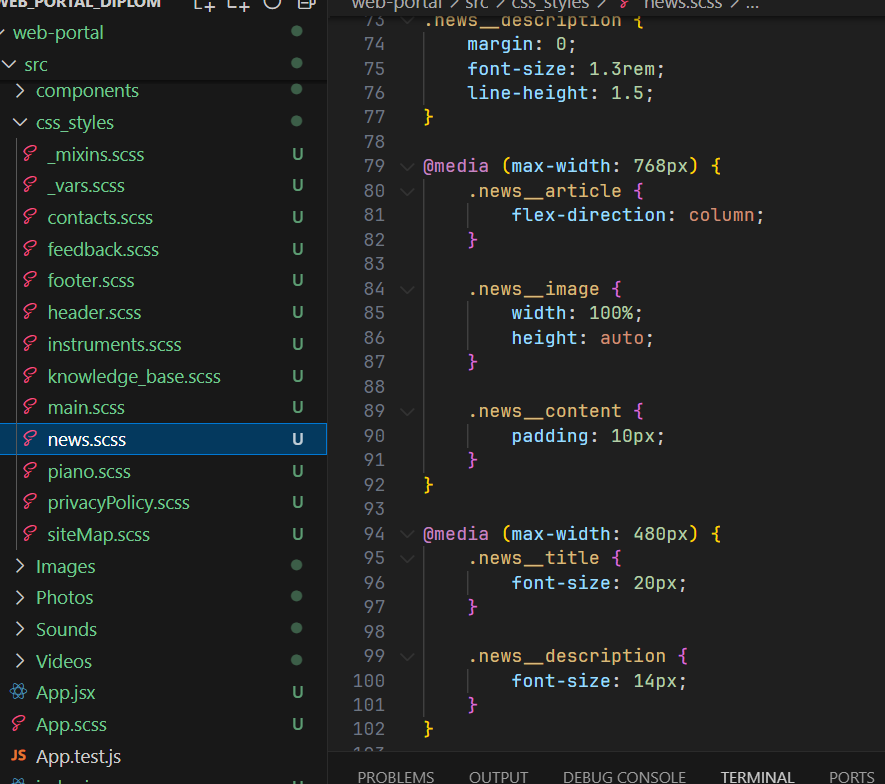 WEB_PORTAL_DIPLOM
web-portal
src
components
css_styles
_mixins.scss U
_vars.scss U
contacts.scss U
feedback.scss U
footer.scss U
header.scss U
instruments.scss U
knowledge_base.scss U
main.scss U
news.scss U
piano.scss U
privacyPolicy.scss U
siteMap.scss U
Images
Photos
Sounds
Videos
App.jsx U
App.scss U
JS App.test.js
web-portal > src > css_styles > news.scss > ...
73 .news__description {
74 margin: 0;
75 font-size: 1.3rem;
76 line-height: 1.5;
77 }
78
79 @media (max-width: 768px) {
80 .news__article {
81 flex-direction: column;
82 }
83
84 .news__image {
85 width: 100%;
86 height: auto;
87 }
88
89 .news__content {
90 padding: 10px;
91 }
92 }
93
94 @media (max-width: 480px) {
95 .news__title {
96 font-size: 20px;
97 }
98
99 .news__description {
100 font-size: 14px;
101 }
102 }
103
PROBLEMS OUTPUT DEBUG CONSOLE TERMINAL PORTS